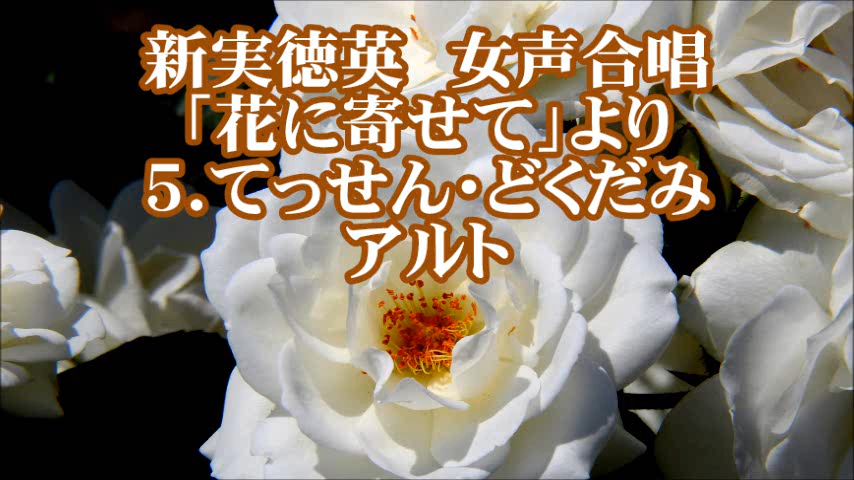 新実徳英　女声合唱
「花に寄せて」より
５．てっせん・どくだみ
アルト